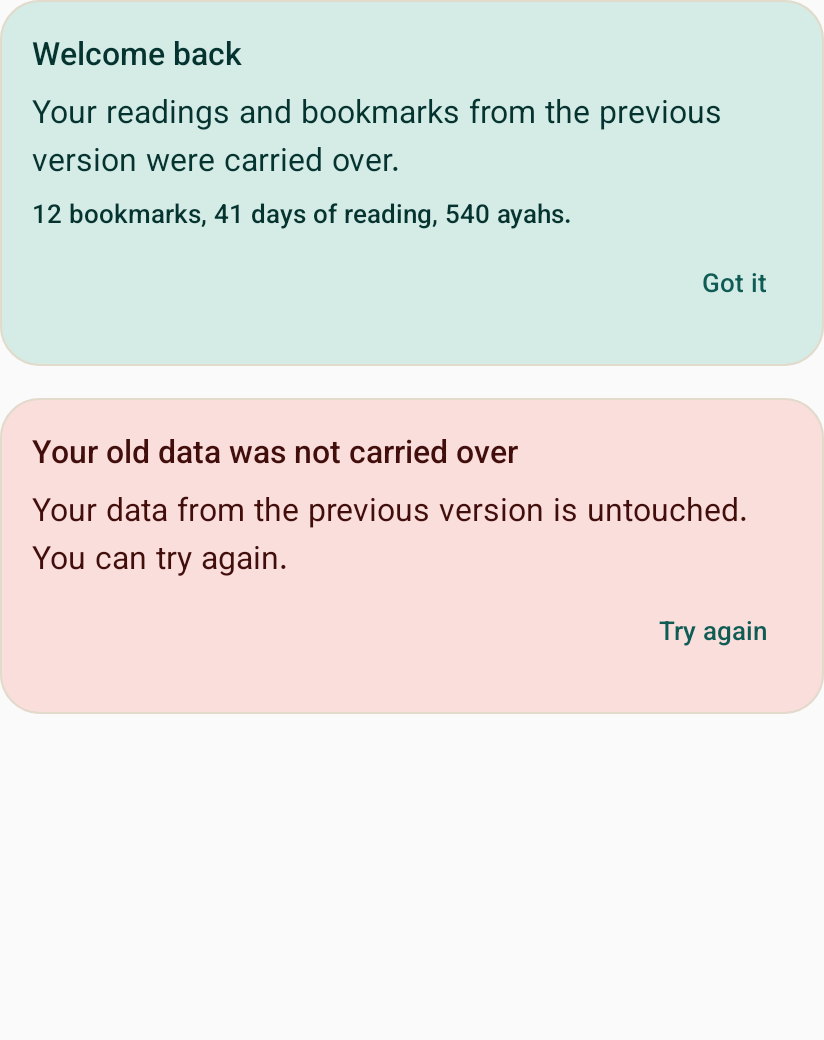 Welcome back
Your readings and bookmarks from the previous
version were carried over.
12 bookmarks, 41 days of reading, 540 ayahs.
Got it
Your old data was not carried over
Your data from the previous version is untouched.
You can try again.
Try again